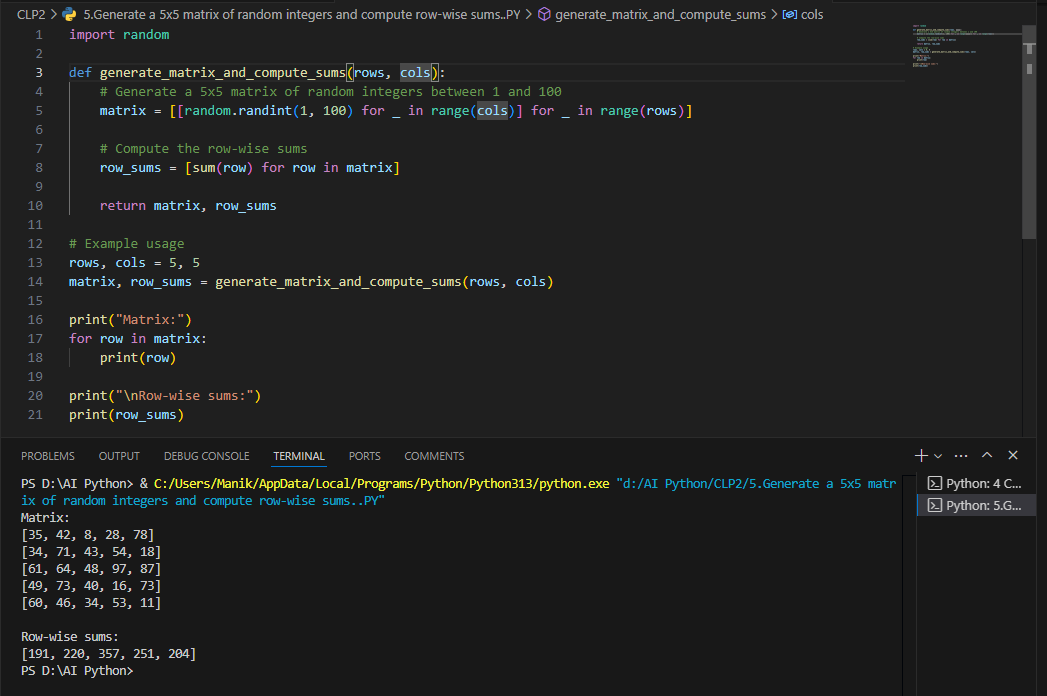 CLP2 > 5.Generate a 5x5 matrix of random integers and compute row-wise sums..PY > generate_matrix_and_compute_sums > cols
1 import random
2
3 def generate_matrix_and_compute_sums(rows, cols):
4     # Generate a 5x5 matrix of random integers between 1 and 100
5     matrix = [[random.randint(1, 100) for _ in range(cols)] for _ in range(rows)]
6
7     # Compute the row-wise sums
8     row_sums = [sum(row) for row in matrix]
9
10     return matrix, row_sums
11
12 # Example usage
13 rows, cols = 5, 5
14 matrix, row_sums = generate_matrix_and_compute_sums(rows, cols)
15
16 print("Matrix:")
17 for row in matrix:
18     print(row)
19
20 print("\nRow-wise sums:")
21 print(row_sums)
PROBLEMS OUTPUT DEBUG CONSOLE TERMINAL PORTS COMMENTS
PS D:\AI Python> & C:/Users/Manik/AppData/Local/Programs/Python/Python313/python.exe "d:/AI Python/CLP2/5.Generate a 5x5 matr
ix of random integers and compute row-wise sums..PY"
Matrix:
[35, 42, 8, 28, 78]
[34, 71, 43, 54, 18]
[61, 64, 48, 97, 87]
[49, 73, 40, 16, 73]
[60, 46, 34, 53, 11]

Row-wise sums:
[191, 220, 357, 251, 204]
PS D:\AI Python>
Python: 4 C...
Python: 5.G...